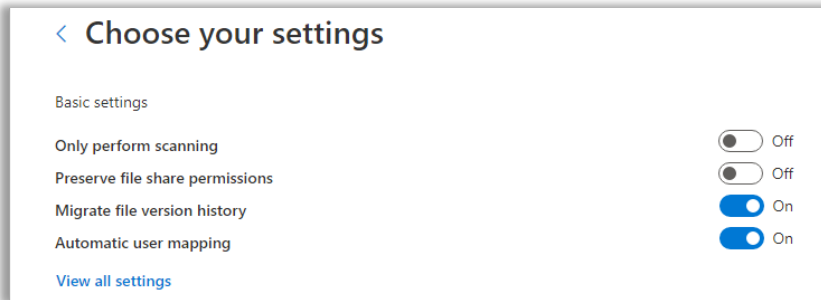 Choose your settings
Basic settings
Only perform scanning Off
Preserve file share permissions Off
Migrate file version history On
Automatic user mapping On
View all settings